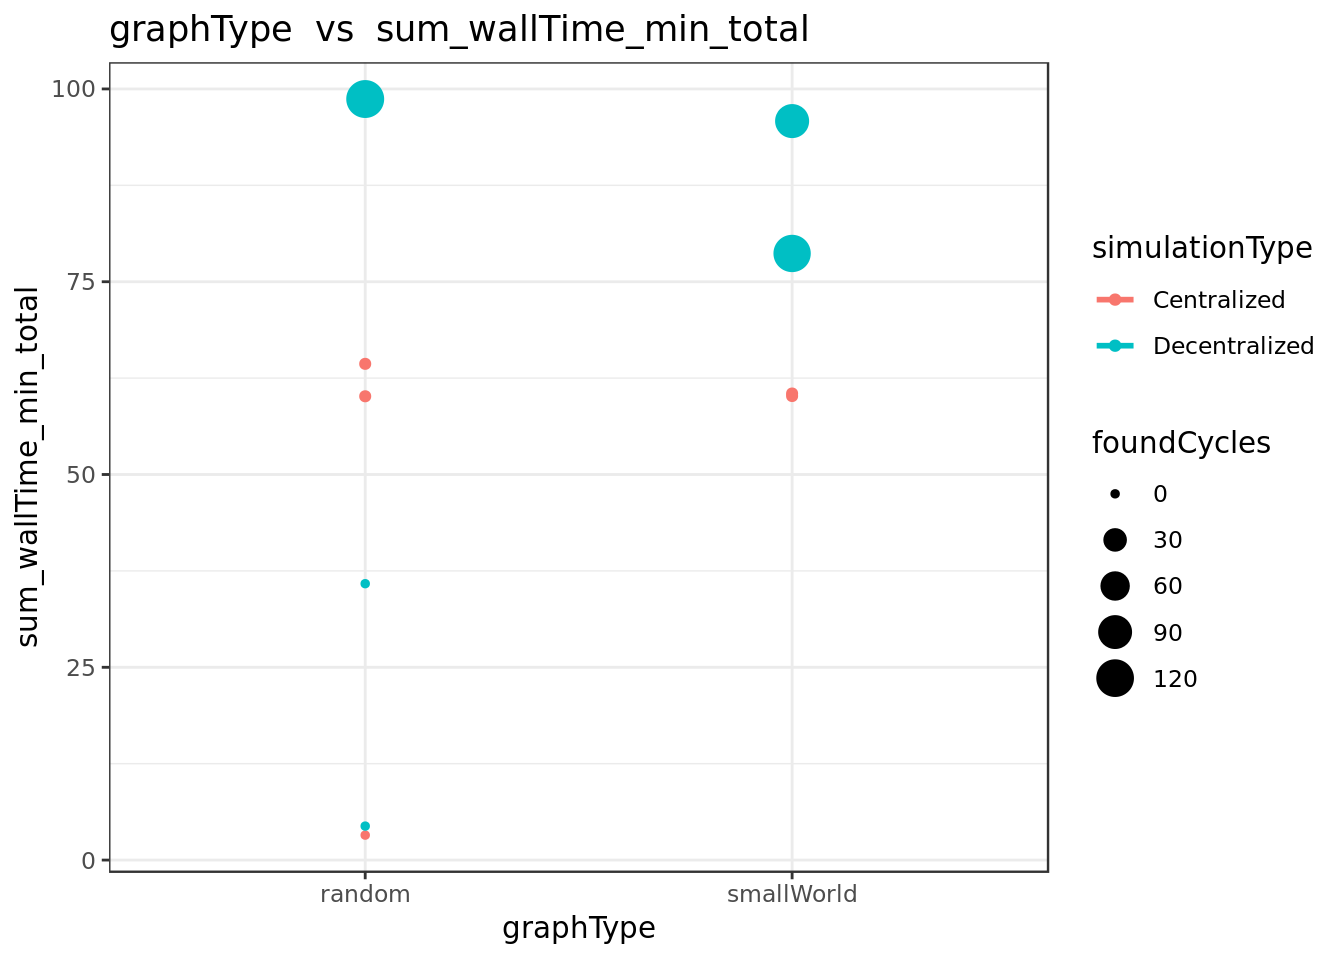 graphType vs sum_wallTime_min_total
sum_wallTime_min_total
100
75
50
25
0
random
smallWorld
graphType
simulationType
Centralized
Decentralized
foundCycles
0
30
60
90
120